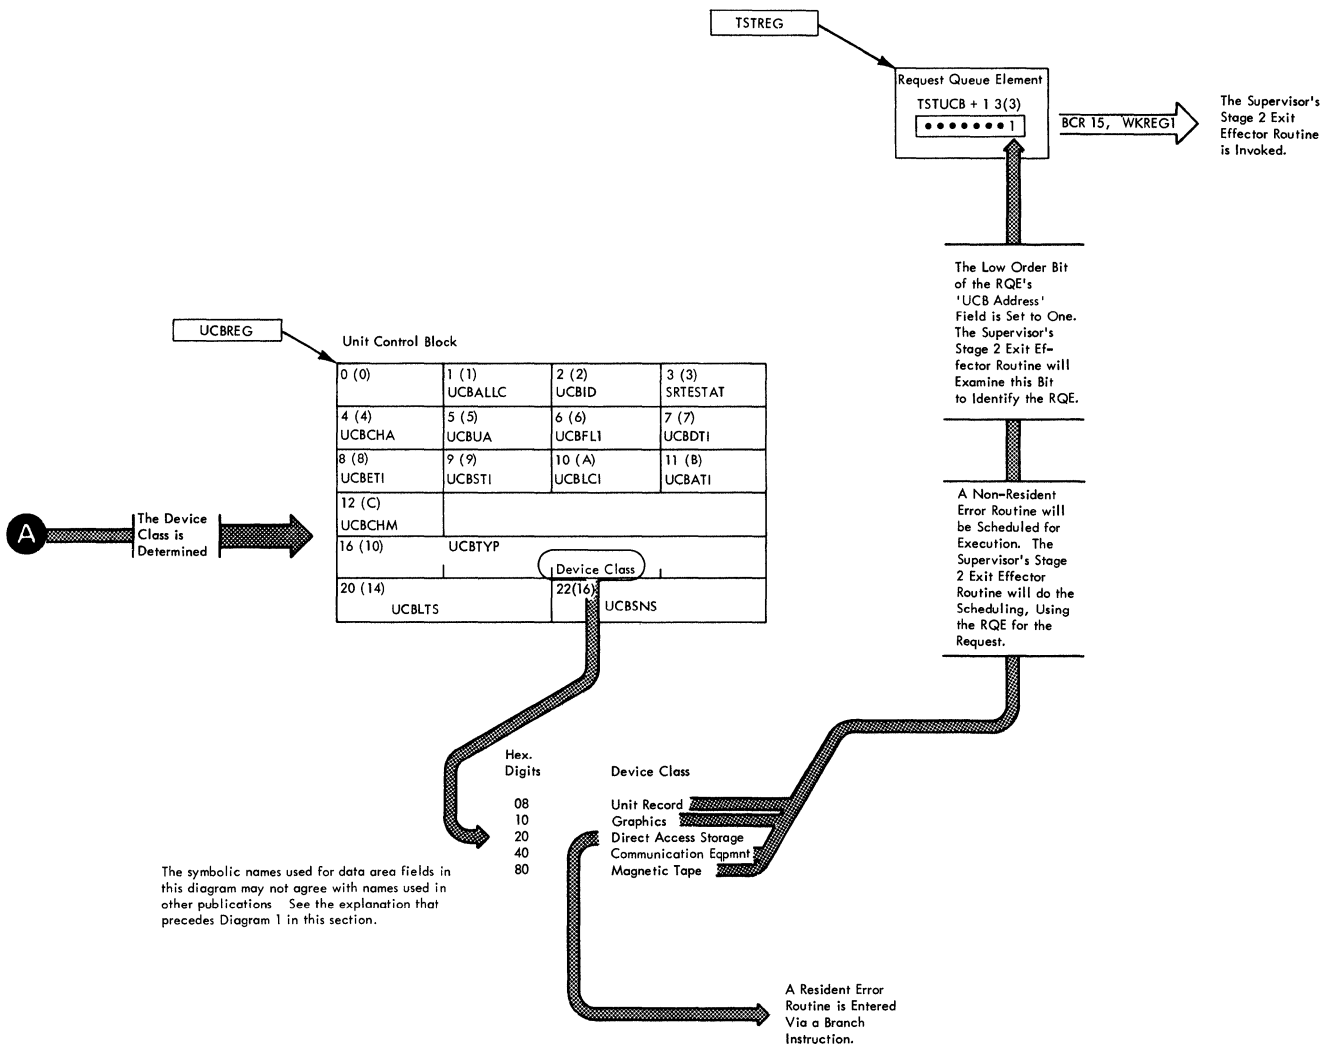 TSTREG
Request Queue Element
TSTUCB + 1 3(3)
• • • • • • • 1
BCR 15, WKREG1
The Supervisor's
Stage 2 Exit
Effector Routine
is Invoked.
The Low Order Bit
of the RQE's
'UCB Address'
Field is Set to One.
The Supervisor's
Stage 2 Exit Ef-
fector Routine will
Examine this Bit
to Identify the RQE.
UCBREG
Unit Control Block
0 (0)
1 (1)
UCBALLC
2 (2)
UCBID
3 (3)
SRTESTAT
4 (4)
UCBCHA
5 (5)
UCBUA
6 (6)
UCBFL1
7 (7)
UCBDTI
8 (8)
UCBETI
9 (9)
UCBSTI
10 (A)
UCBLCI
11 (B)
UCBATI
12 (C)
UCBCHM
16 (10)
UCBTYP
Device Class
20 (14)
UCBLTS
22(16)
UCBSNS
A
The Device
Class is
Determined
A Non-Resident
Error Routine will
be Scheduled for
Execution. The
Supervisor's Stage
2 Exit Effector
Routine will do the
Scheduling, Using
the RQE for the
Request.
Hex.
Digits
Device Class
08 Unit Record
10 Graphics
20 Direct Access Storage
40 Communication Eqpmnt
80 Magnetic Tape
The symbolic names used for data area fields in
this diagram may not agree with names used in
other publications See the explanation that
precedes Diagram 1 in this section.
A Resident Error
Routine is Entered
Via a Branch
Instruction.